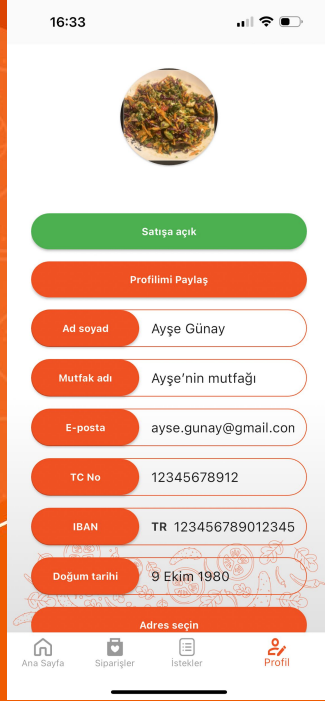 16:33
Satışa açık
Profilimi Paylaş
Ad soyad Ayşe Günay
Mutfak adı Ayşe’nin mutfağı
E-posta ayse.gunay@gmail.con
TC No 12345678912
IBAN TR 123456789012345
Doğum tarihi 9 Ekim 1980
Adres seçin
Ana Sayfa Siparişler İstekler Profil